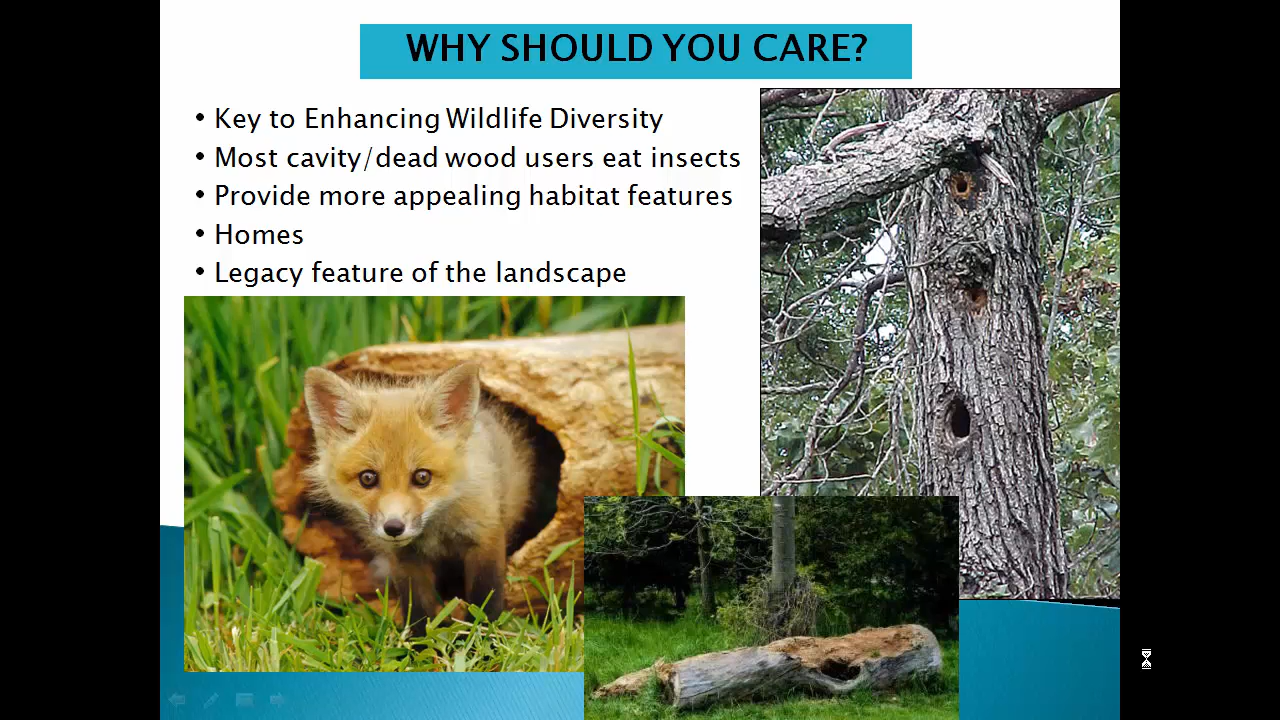 WHY SHOULD YOU CARE?
• Key to Enhancing Wildlife Diversity
• Most cavity/dead wood users eat insects
• Provide more appealing habitat features
• Homes
• Legacy feature of the landscape